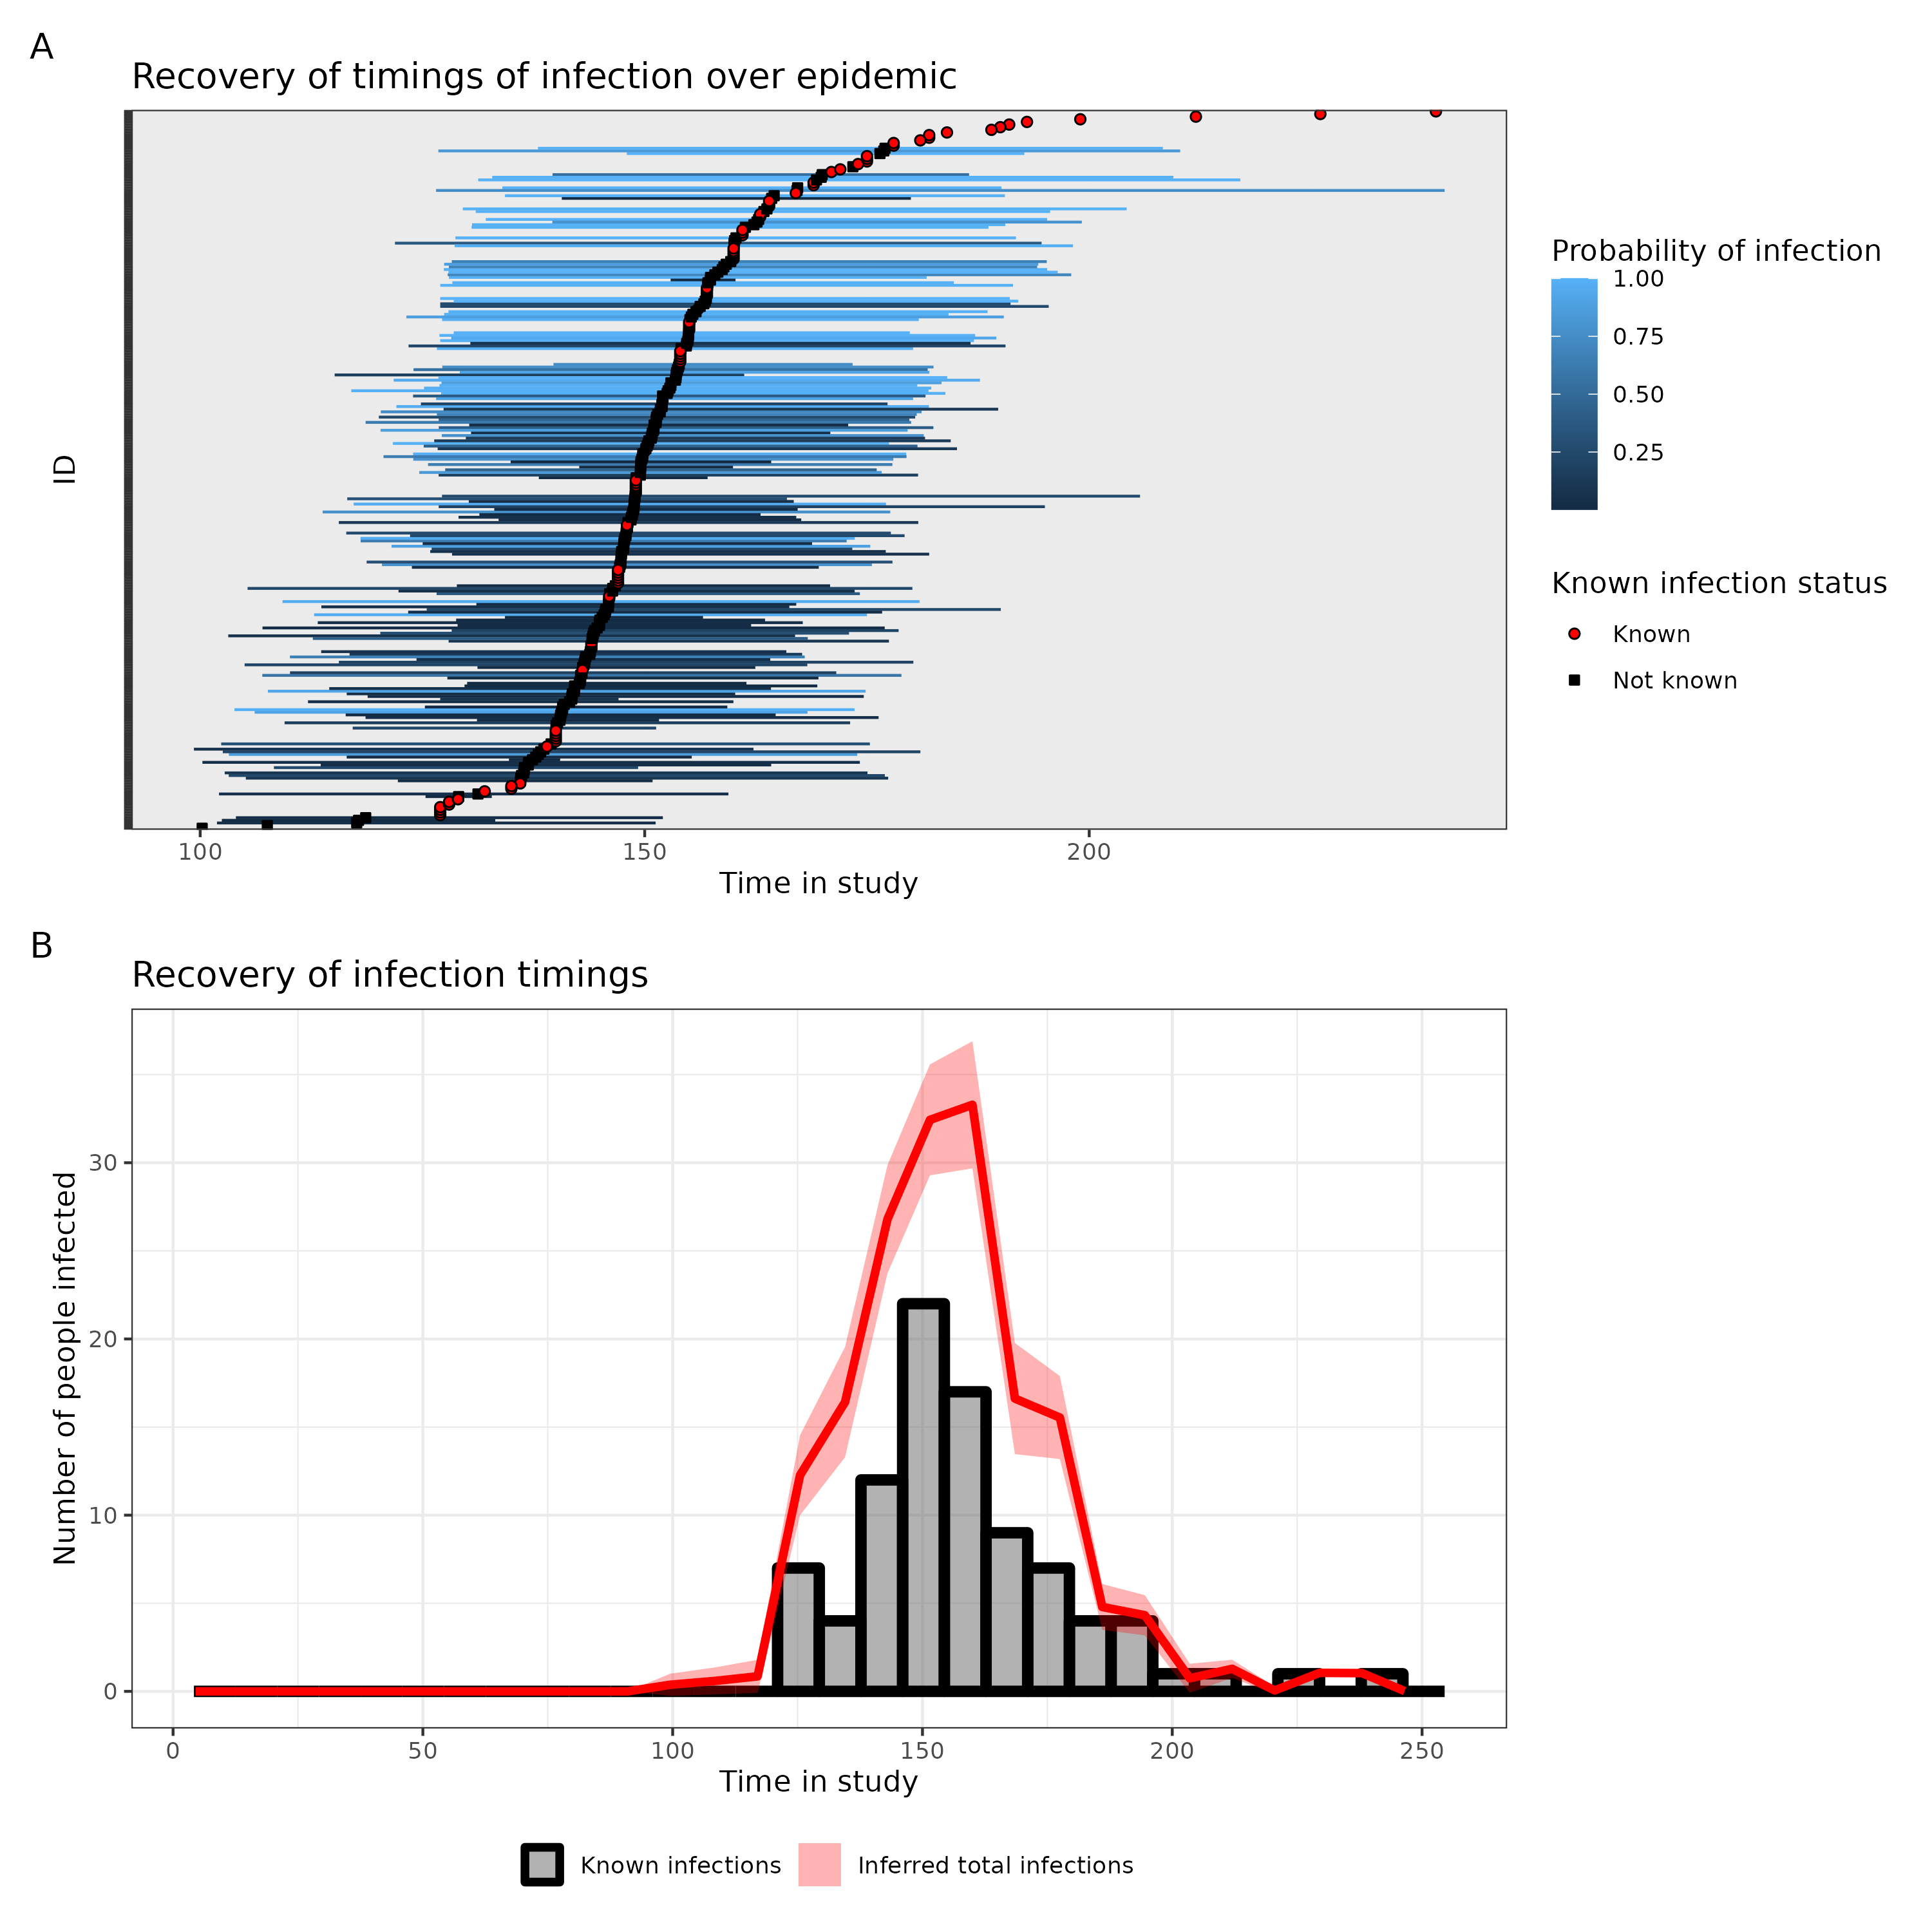 A
Recovery of timings of infection over epidemic
ID
100
150
200
Time in study
Probability of infection
1.00
0.75
0.50
0.25
Known infection status
Known
Not known
B
Recovery of infection timings
Number of people infected
30
20
10
0
0
50
100
150
200
250
Time in study
Known infections
Inferred total infections